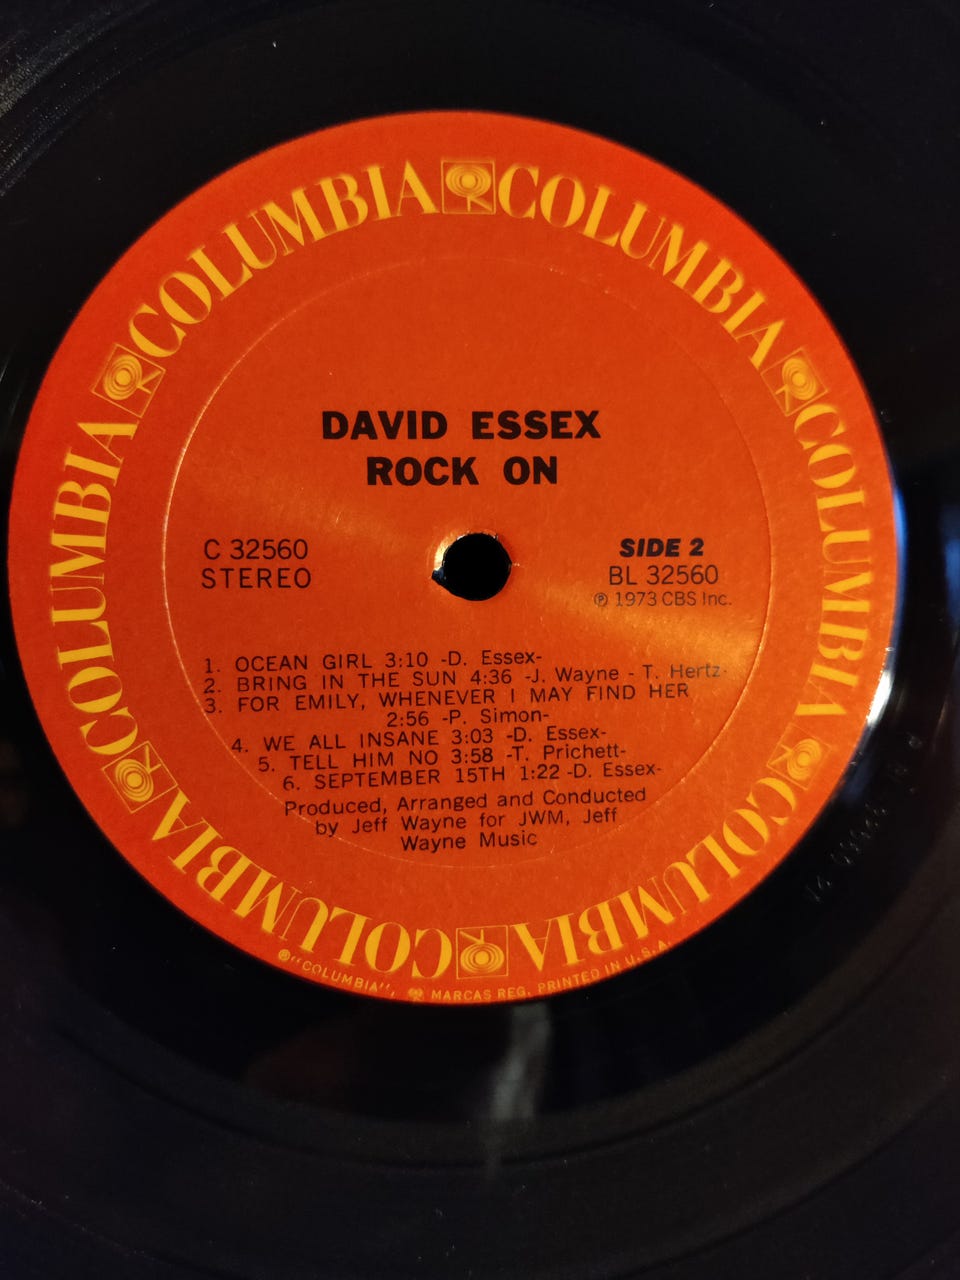 COLUMBIA COLUMBIA COLUMBIA COLUMBIA COLUMBIA COLUMBIA COLUMBIA COLUMBIA
DAVID ESSEX
ROCK ON
C 32560
STEREO
SIDE 2
BL 32560
℗ 1973 CBS Inc.
1. OCEAN GIRL 3:10 -D. Essex-
2. BRING IN THE SUN 4:36 -J. Wayne - T. Hertz-
3. FOR EMILY, WHENEVER I MAY FIND HER
2:56 -P. Simon-
4. WE ALL INSANE 3:03 -D. Essex-
5. TELL HIM NO 3:58 -T. Prichett-
6. SEPTEMBER 15TH 1:22 -D. Essex-
Produced, Arranged and Conducted
by Jeff Wayne for JWM, Jeff
Wayne Music
®"COLUMBIA", MARCAS REG. PRINTED IN U.S.A.